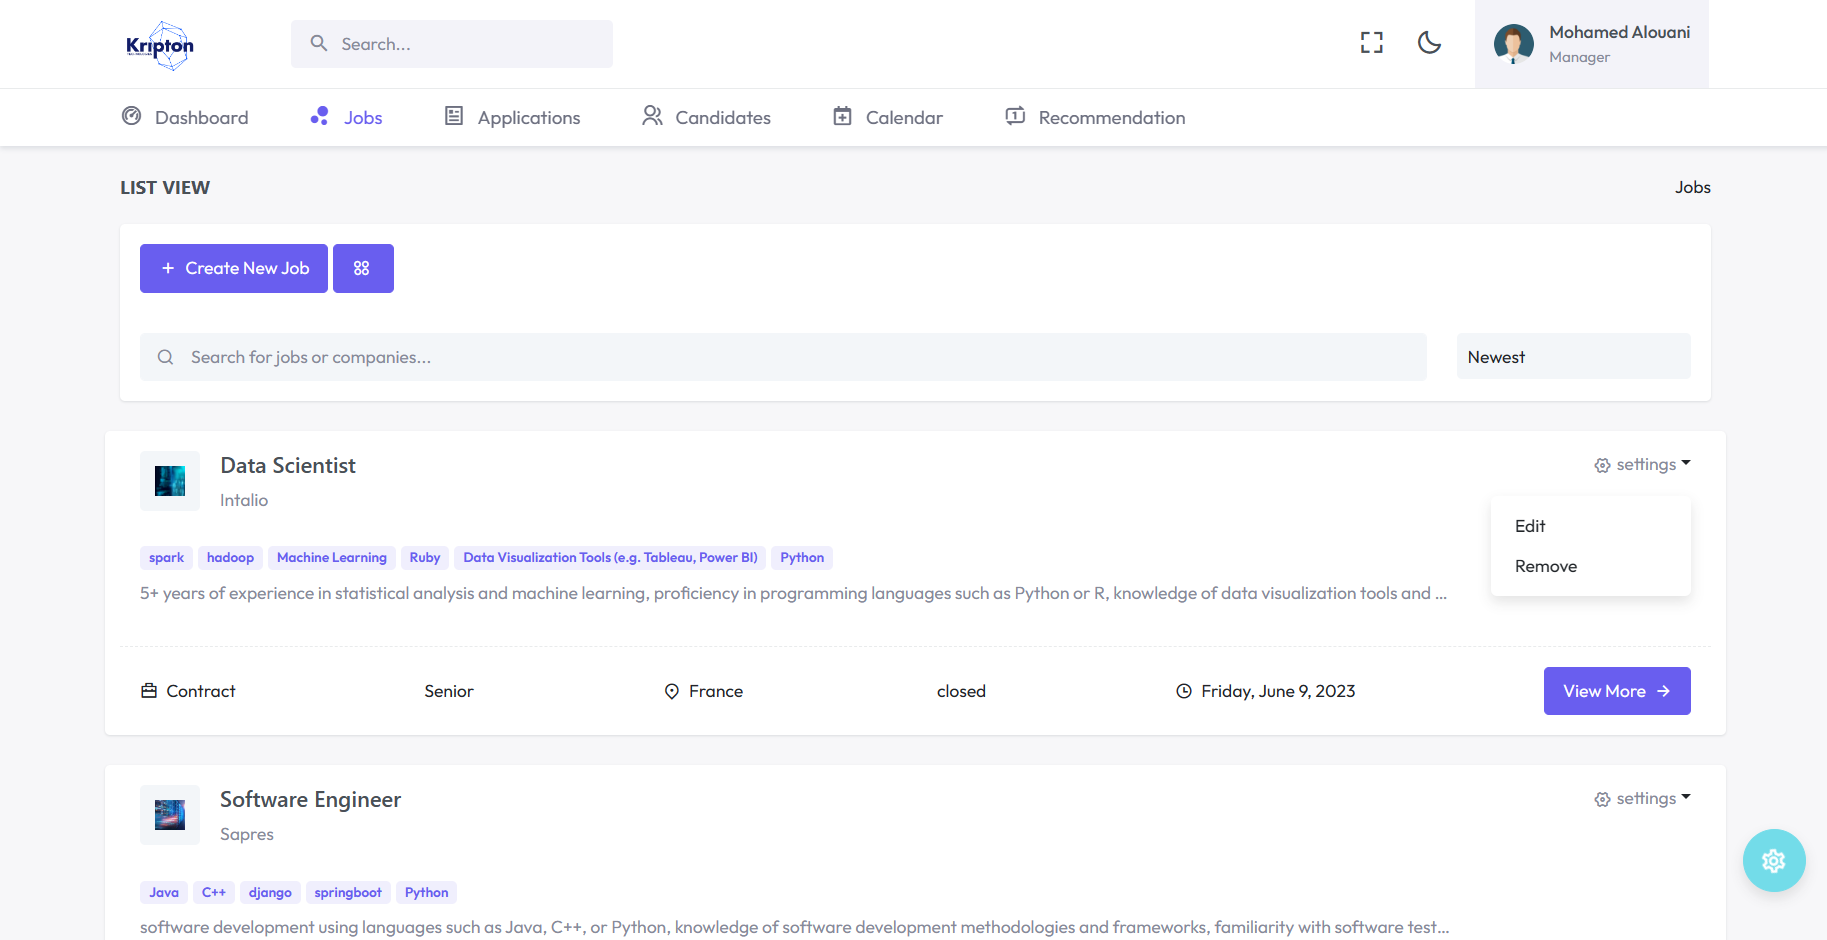 Kripton
Search...
Mohamed Alouani
Manager
Dashboard
Jobs
Applications
Candidates
Calendar
Recommendation
LIST VIEW
Jobs
+ Create New Job
Search for jobs or companies...
Newest
Data Scientist
settings
Intalio
Edit
Remove
spark hadoop Machine Learning Ruby Data Visualization Tools (e.g. Tableau, Power BI) Python
5+ years of experience in statistical analysis and machine learning, proficiency in programming languages such as Python or R, knowledge of data visualization tools and ...
Contract
Senior
France
closed
Friday, June 9, 2023
View More →
Software Engineer
settings
Sapres
Java C++ django springboot Python
software development using languages such as Java, C++, or Python, knowledge of software development methodologies and frameworks, familiarity with software test...